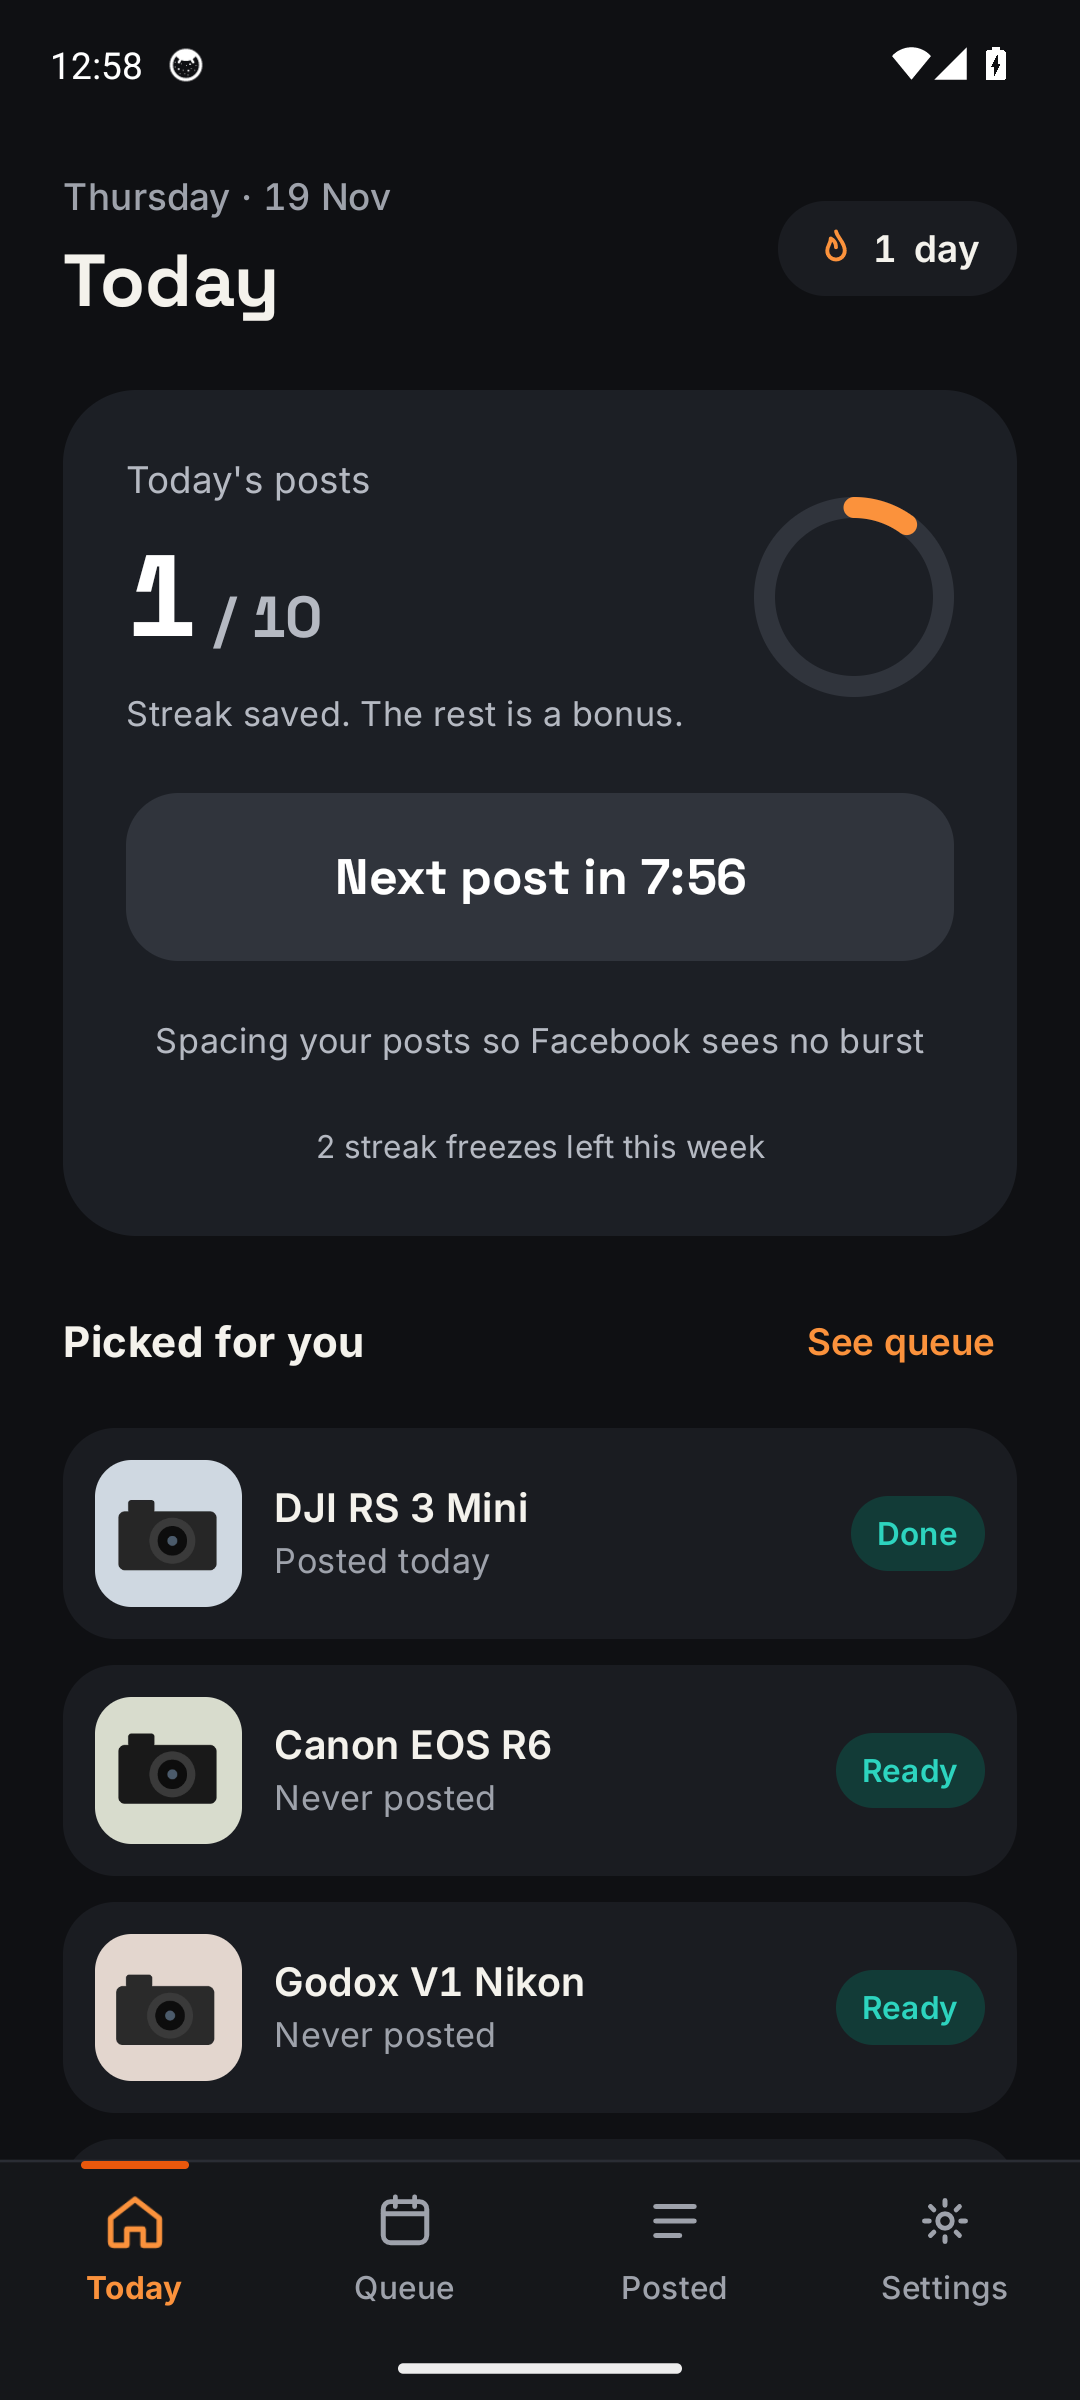 12:58
Thursday · 19 Nov
Today
1 day
Today's posts
1 / 10
Streak saved. The rest is a bonus.
Next post in 7:56
Spacing your posts so Facebook sees no burst
2 streak freezes left this week
Picked for you
See queue
DJI RS 3 Mini
Posted today
Done
Canon EOS R6
Never posted
Ready
Godox V1 Nikon
Never posted
Ready
Today
Queue
Posted
Settings